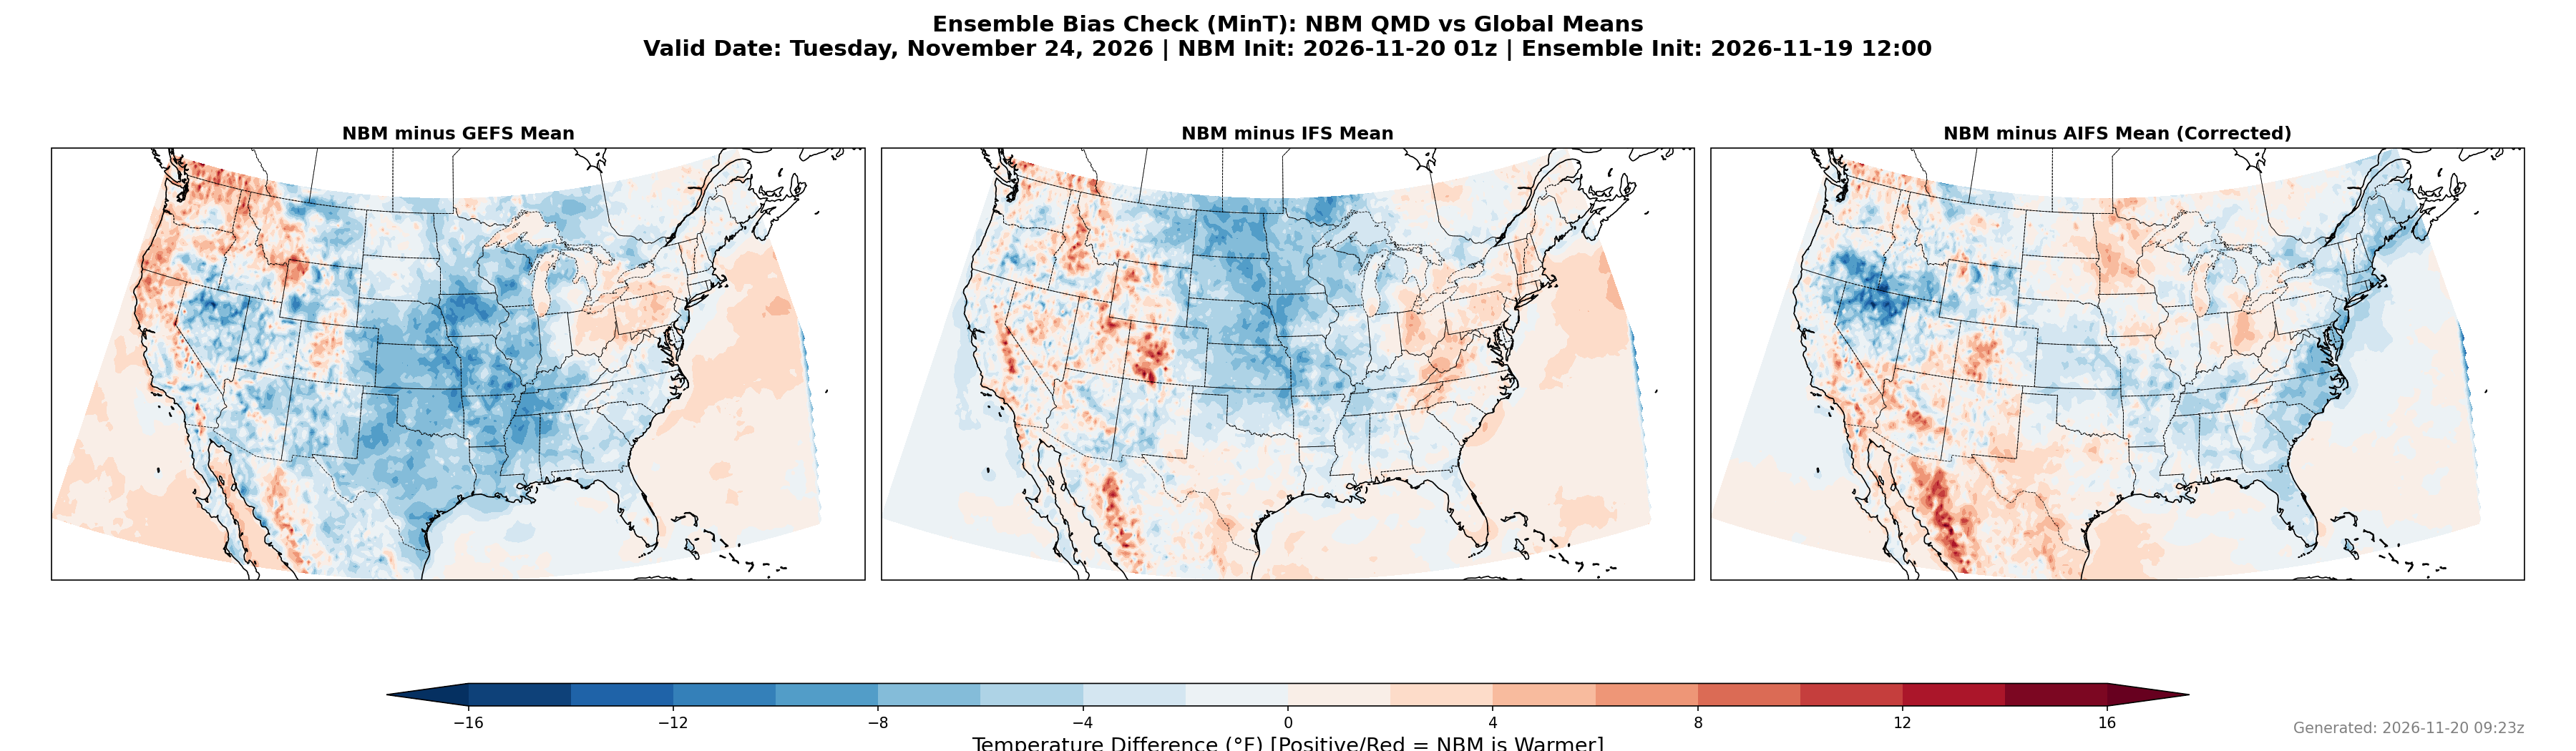 Ensemble Bias Check (MinT): NBM QMD vs Global Means
Valid Date: Tuesday, November 24, 2026 | NBM Init: 2026-11-20 01z | Ensemble Init: 2026-11-19 12:00
NBM minus GEFS Mean
NBM minus IFS Mean
NBM minus AIFS Mean (Corrected)
−16 −12 −8 −4 0 4 8 12 16
Generated: 2026-11-20 09:23z
Temperature Difference (°F) [Positive/Red = NBM is Warmer]